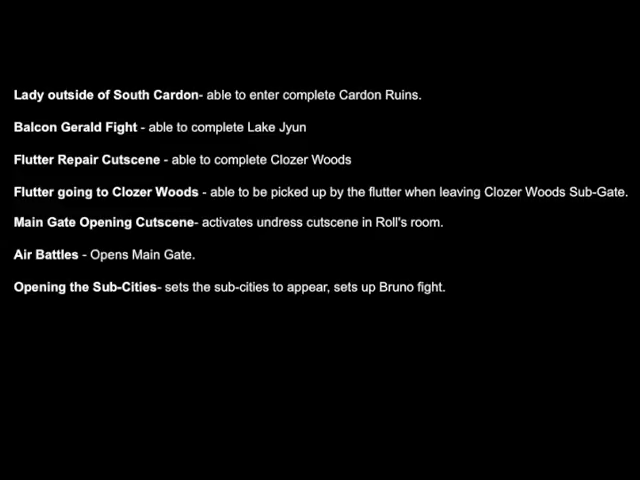 Lady outside of South Cardon- able to enter complete Cardon Ruins.
Balcon Gerald Fight - able to complete Lake Jyun
Flutter Repair Cutscene - able to complete Clozer Woods
Flutter going to Clozer Woods - able to be picked up by the flutter when leaving Clozer Woods Sub-Gate.
Main Gate Opening Cutscene- activates undress cutscene in Roll's room.
Air Battles - Opens Main Gate.
Opening the Sub-Cities- sets the sub-cities to appear, sets up Bruno fight.